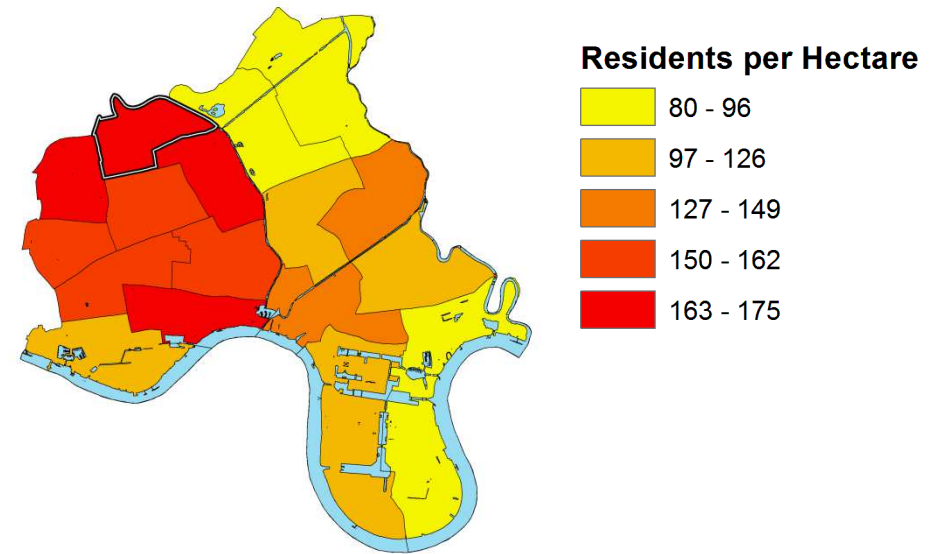 Residents per Hectare
80 - 96
97 - 126
127 - 149
150 - 162
163 - 175